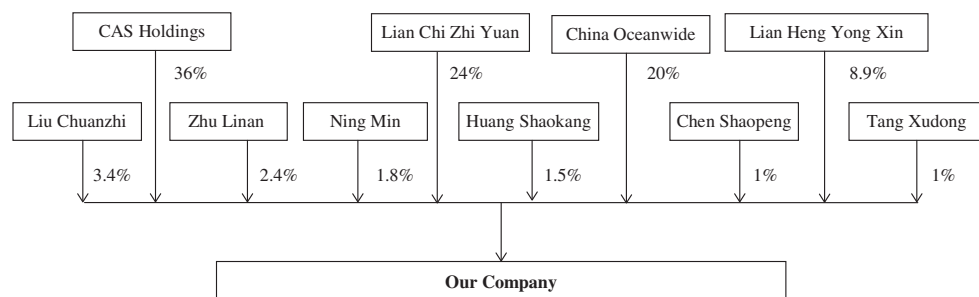 CAS Holdings
Lian Chi Zhi Yuan
China Oceanwide
Lian Heng Yong Xin
36%
24%
20%
8.9%
Liu Chuanzhi
Zhu Linan
Ning Min
Huang Shaokang
Chen Shaopeng
Tang Xudong
3.4%
2.4%
1.8%
1.5%
1%
1%
Our Company